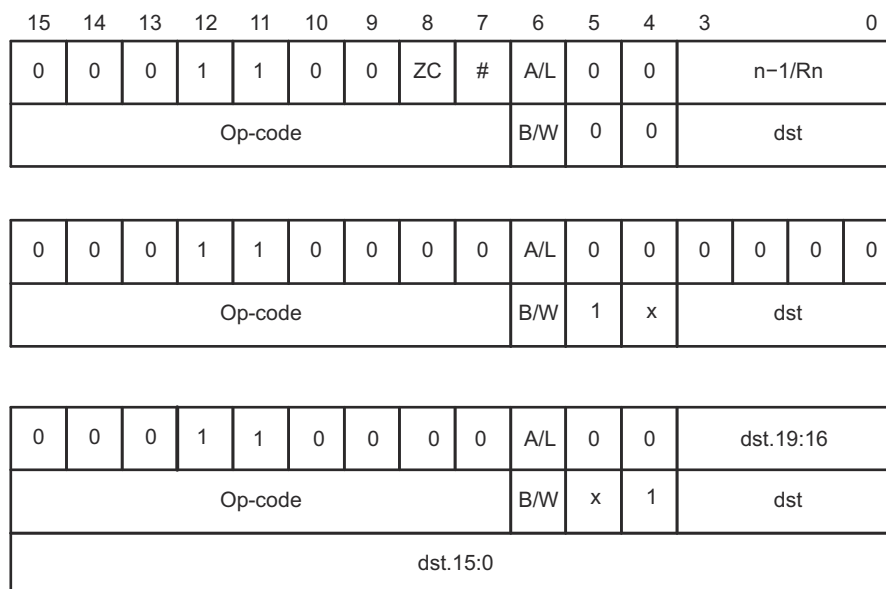 15 14 13 12 11 10 9 8 7 6 5 4 3 0
0 0 0 1 1 0 0 ZC # A/L 0 0 n−1/Rn
Op-code B/W 0 0 dst
0 0 0 1 1 0 0 0 0 A/L 0 0 0 0 0 0
Op-code B/W 1 x dst
0 0 0 1 1 0 0 0 0 A/L 0 0 dst.19:16
Op-code B/W x 1 dst
dst.15:0